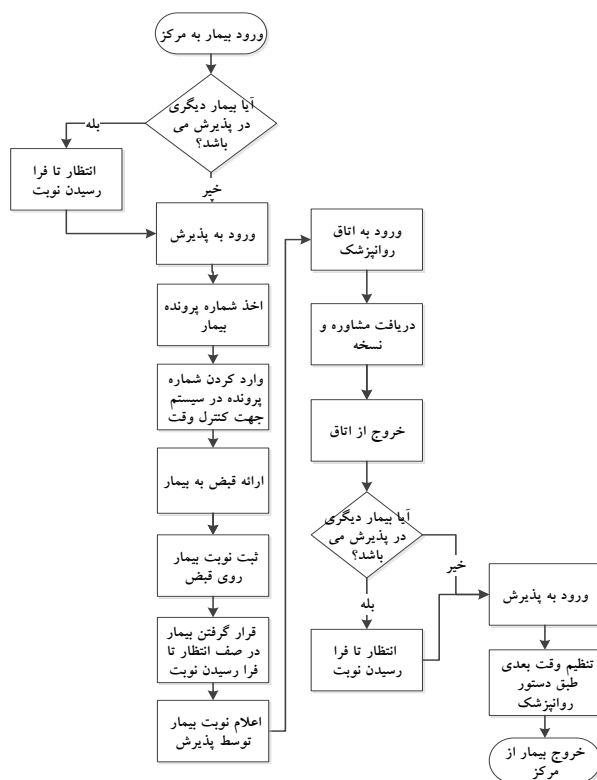 ورود بیمار به مرکز
آیا بیمار دیگری
در پذیرش می
باشد؟
بله
انتظار تا فرا
رسیدن نوبت
خیر
ورود به پذیرش
اخذ شماره پرونده
بیمار
وارد کردن شماره
پرونده در سیستم
جهت کنترل وقت
ارائه قبض به بیمار
ثبت نوبت بیمار
روی قبض
قرار گرفتن بیمار
در صف انتظار تا
فرا رسیدن نوبت
اعلام نوبت بیمار
توسط پذیرش
ورود به اتاق
روانپزشک
دریافت مشاوره و
نسخه
خروج از اتاق
آیا بیمار دیگری
در پذیرش می
باشد؟
خیر
بله
انتظار تا فرا
رسیدن نوبت
ورود به پذیرش
تنظیم وقت بعدی
طبق دستور
روانپزشک
خروج بیمار از
مرکز